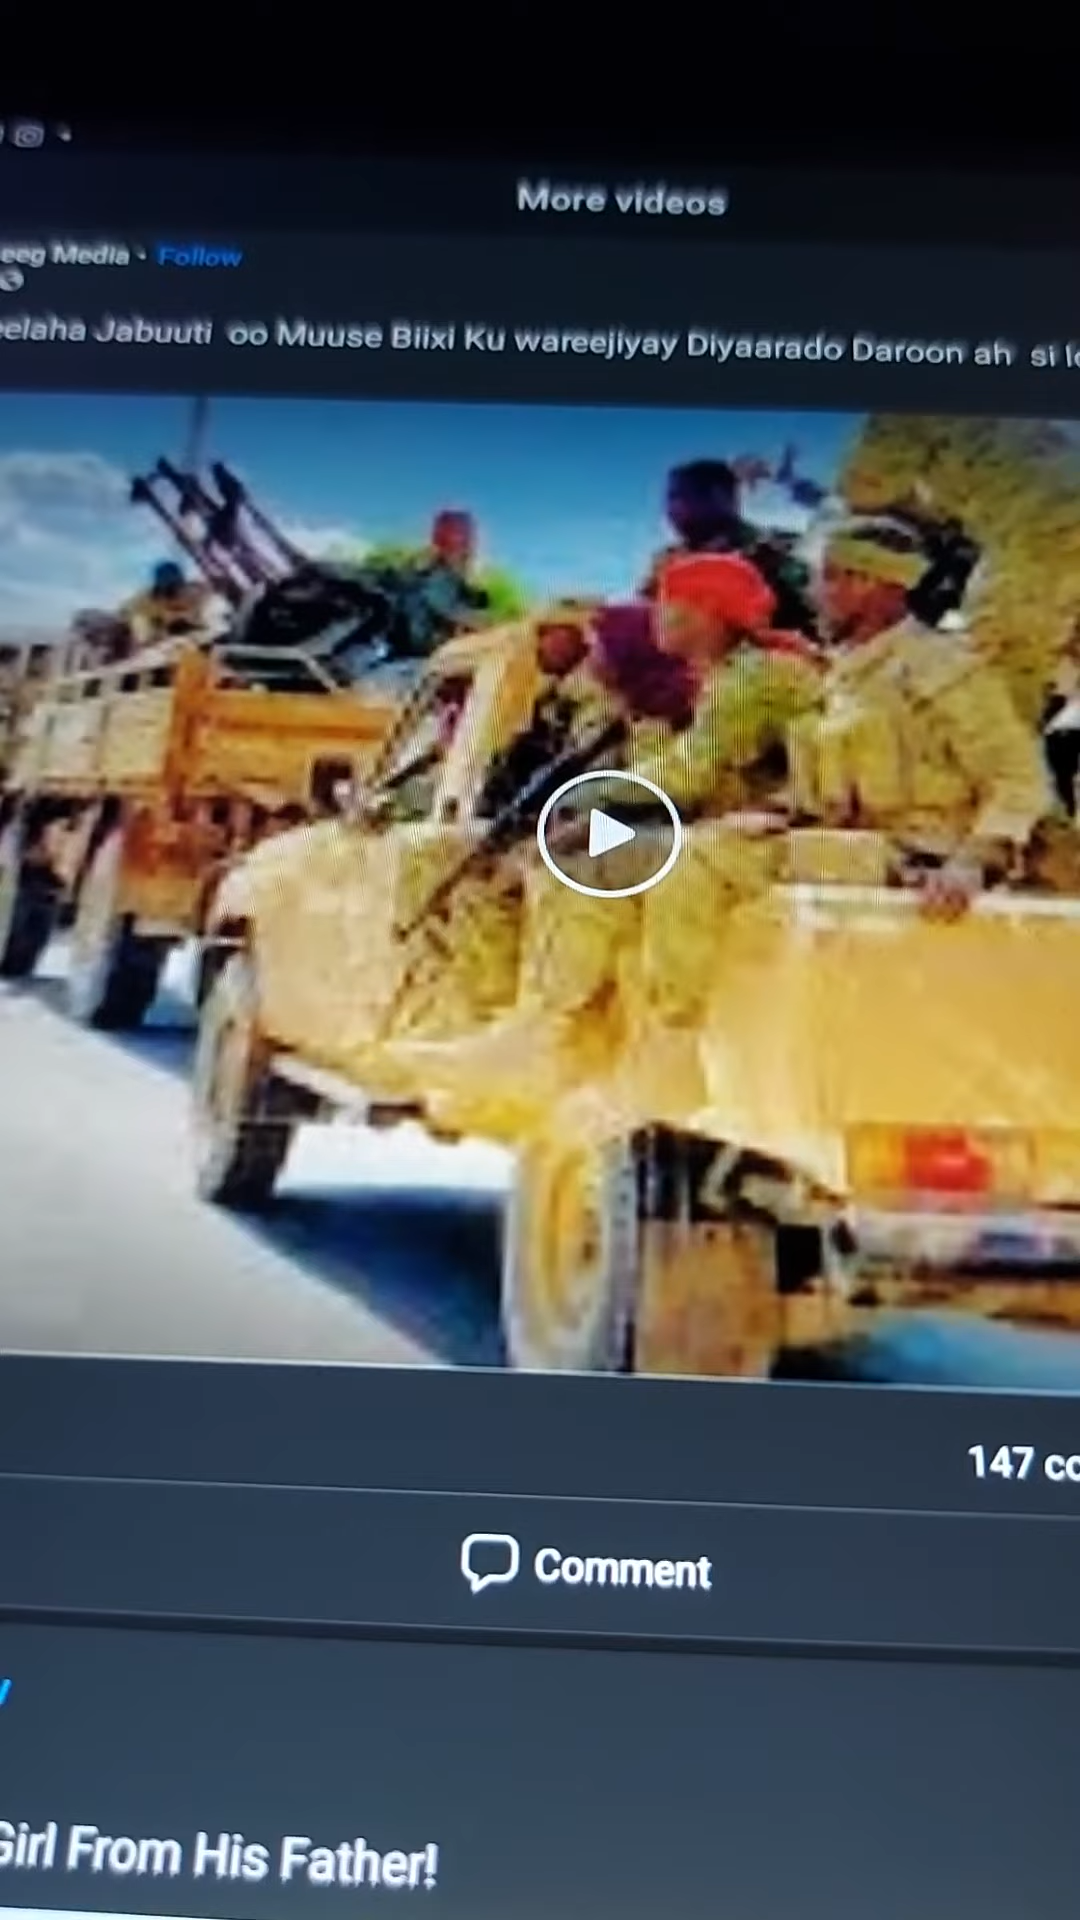 More videos
eeg Media · Follow
elaha Jabuuti oo Muuse Biixi Ku wareejiyay Diyaarado Daroon ah si
147
Comment
Girl From His Father!